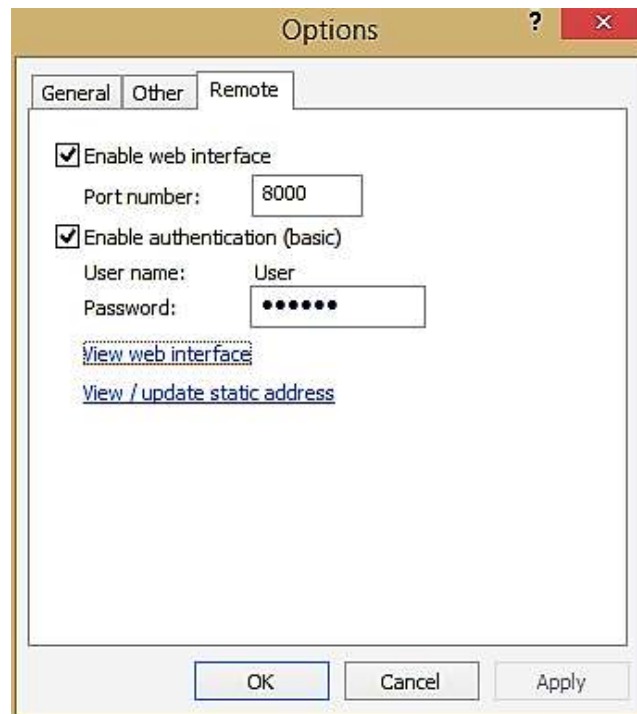 Options
?
General Other Remote
Enable web interface
Port number: 8000
Enable authentication (basic)
User name: User
Password: ••••••
View web interface
View / update static address
OK Cancel Apply